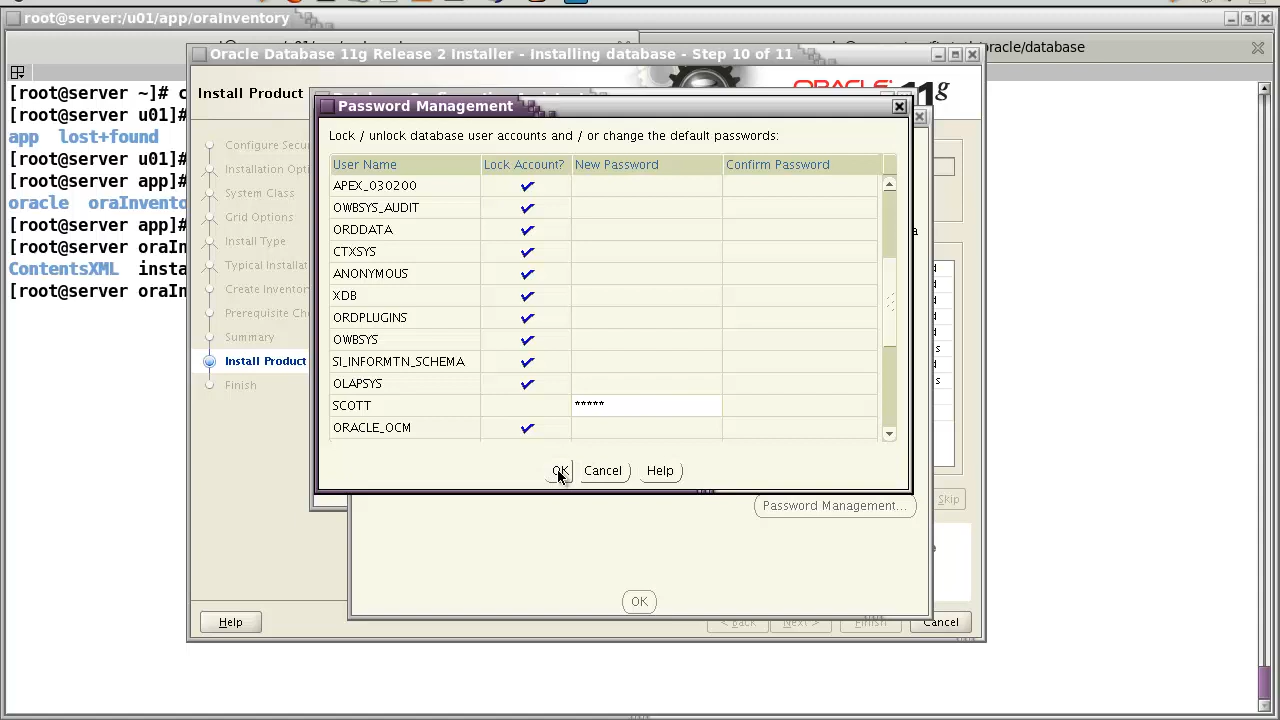 root@server:/u01/app/oraInventory
oracle/database
Oracle Database 11g Release 2 Installer - Installing database - Step 10 of 11
[root@server ~]# c
[root@server u01]#
app lost+found
[root@server u01]#
[root@server app]#
oracle oraInvento
[root@server app]#
[root@server oraIn
ContentsXML insta
[root@server oraIn
Install Product
ORACLE 11g
Configure Secu
Installation Opti
System Class
Grid Options
Install Type
Typical Installat
Create Inventor
Prerequisite Che
Summary
Install Product
Finish
Password Management
Lock / unlock database user accounts and / or change the default passwords:
User Name Lock Account? New Password Confirm Password
APEX_030200
OWBSYS_AUDIT
ORDDATA
CTXSYS
ANONYMOUS
XDB
ORDPLUGINS
OWBSYS
SI_INFORMTN_SCHEMA
OLAPSYS
SCOTT *****
ORACLE_OCM
OK Cancel Help
Skip
Password Management...
OK
Help < Back Next > Finish Cancel